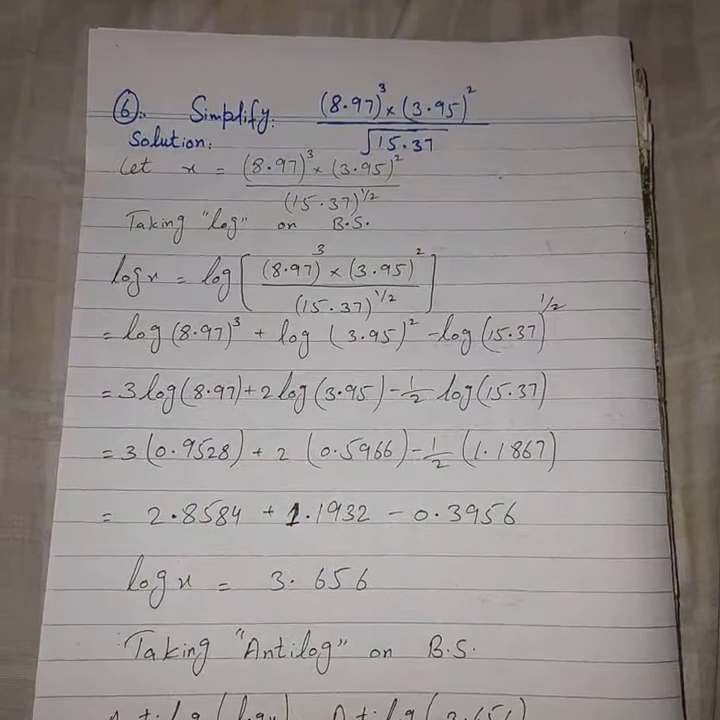 6: Simplify: (8.97)^3 × (3.95)^2 / √15.37
Solution:
Let x = (8.97)^3 × (3.95)^2 / (15.37)^1/2
Taking "log" on B.S.
log x = log [ (8.97)^3 × (3.95)^2 / (15.37)^1/2 ]
= log (8.97)^3 + log (3.95)^2 - log (15.37)^1/2
= 3 log (8.97) + 2 log (3.95) - 1/2 log (15.37)
= 3 (0.9528) + 2 (0.5966) - 1/2 (1.1867)
= 2.8584 + 1.1932 - 0.3956
log x = 3.656
Taking "Antilog" on B.S.